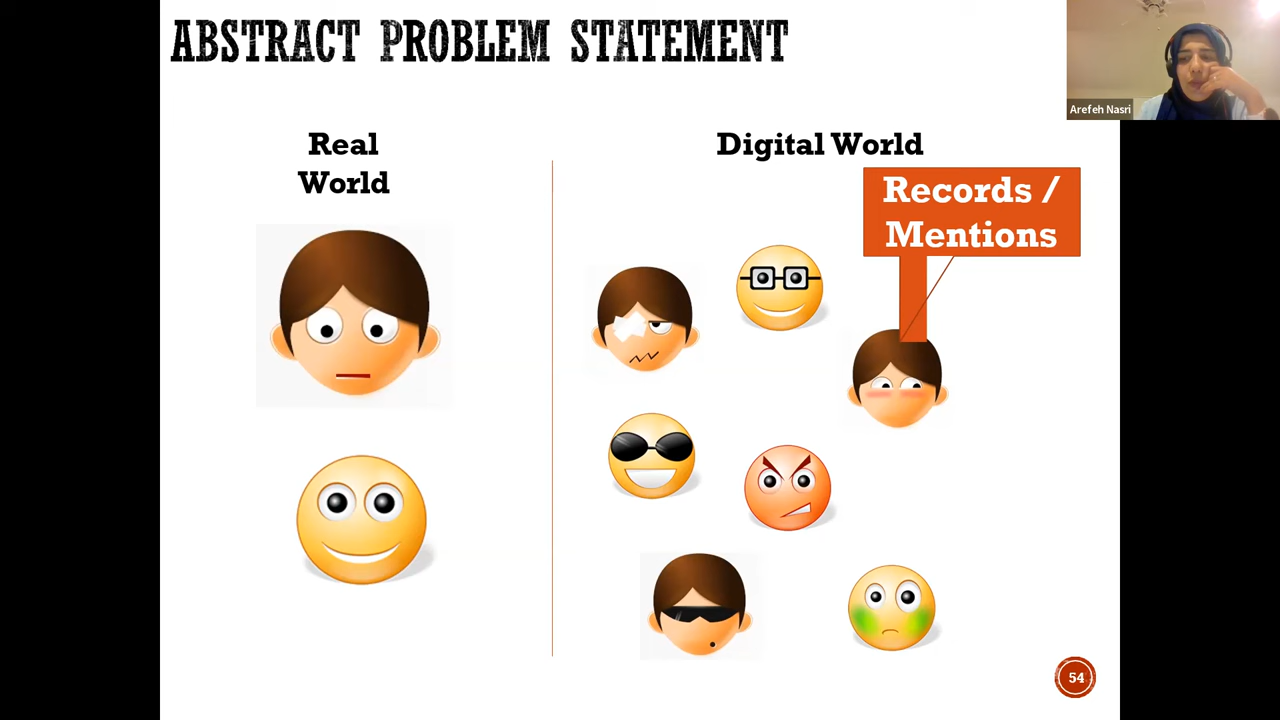 ABSTRACT PROBLEM STATEMENT
Arefeh Nasri
Real
World
Digital World
Records /
Mentions
54